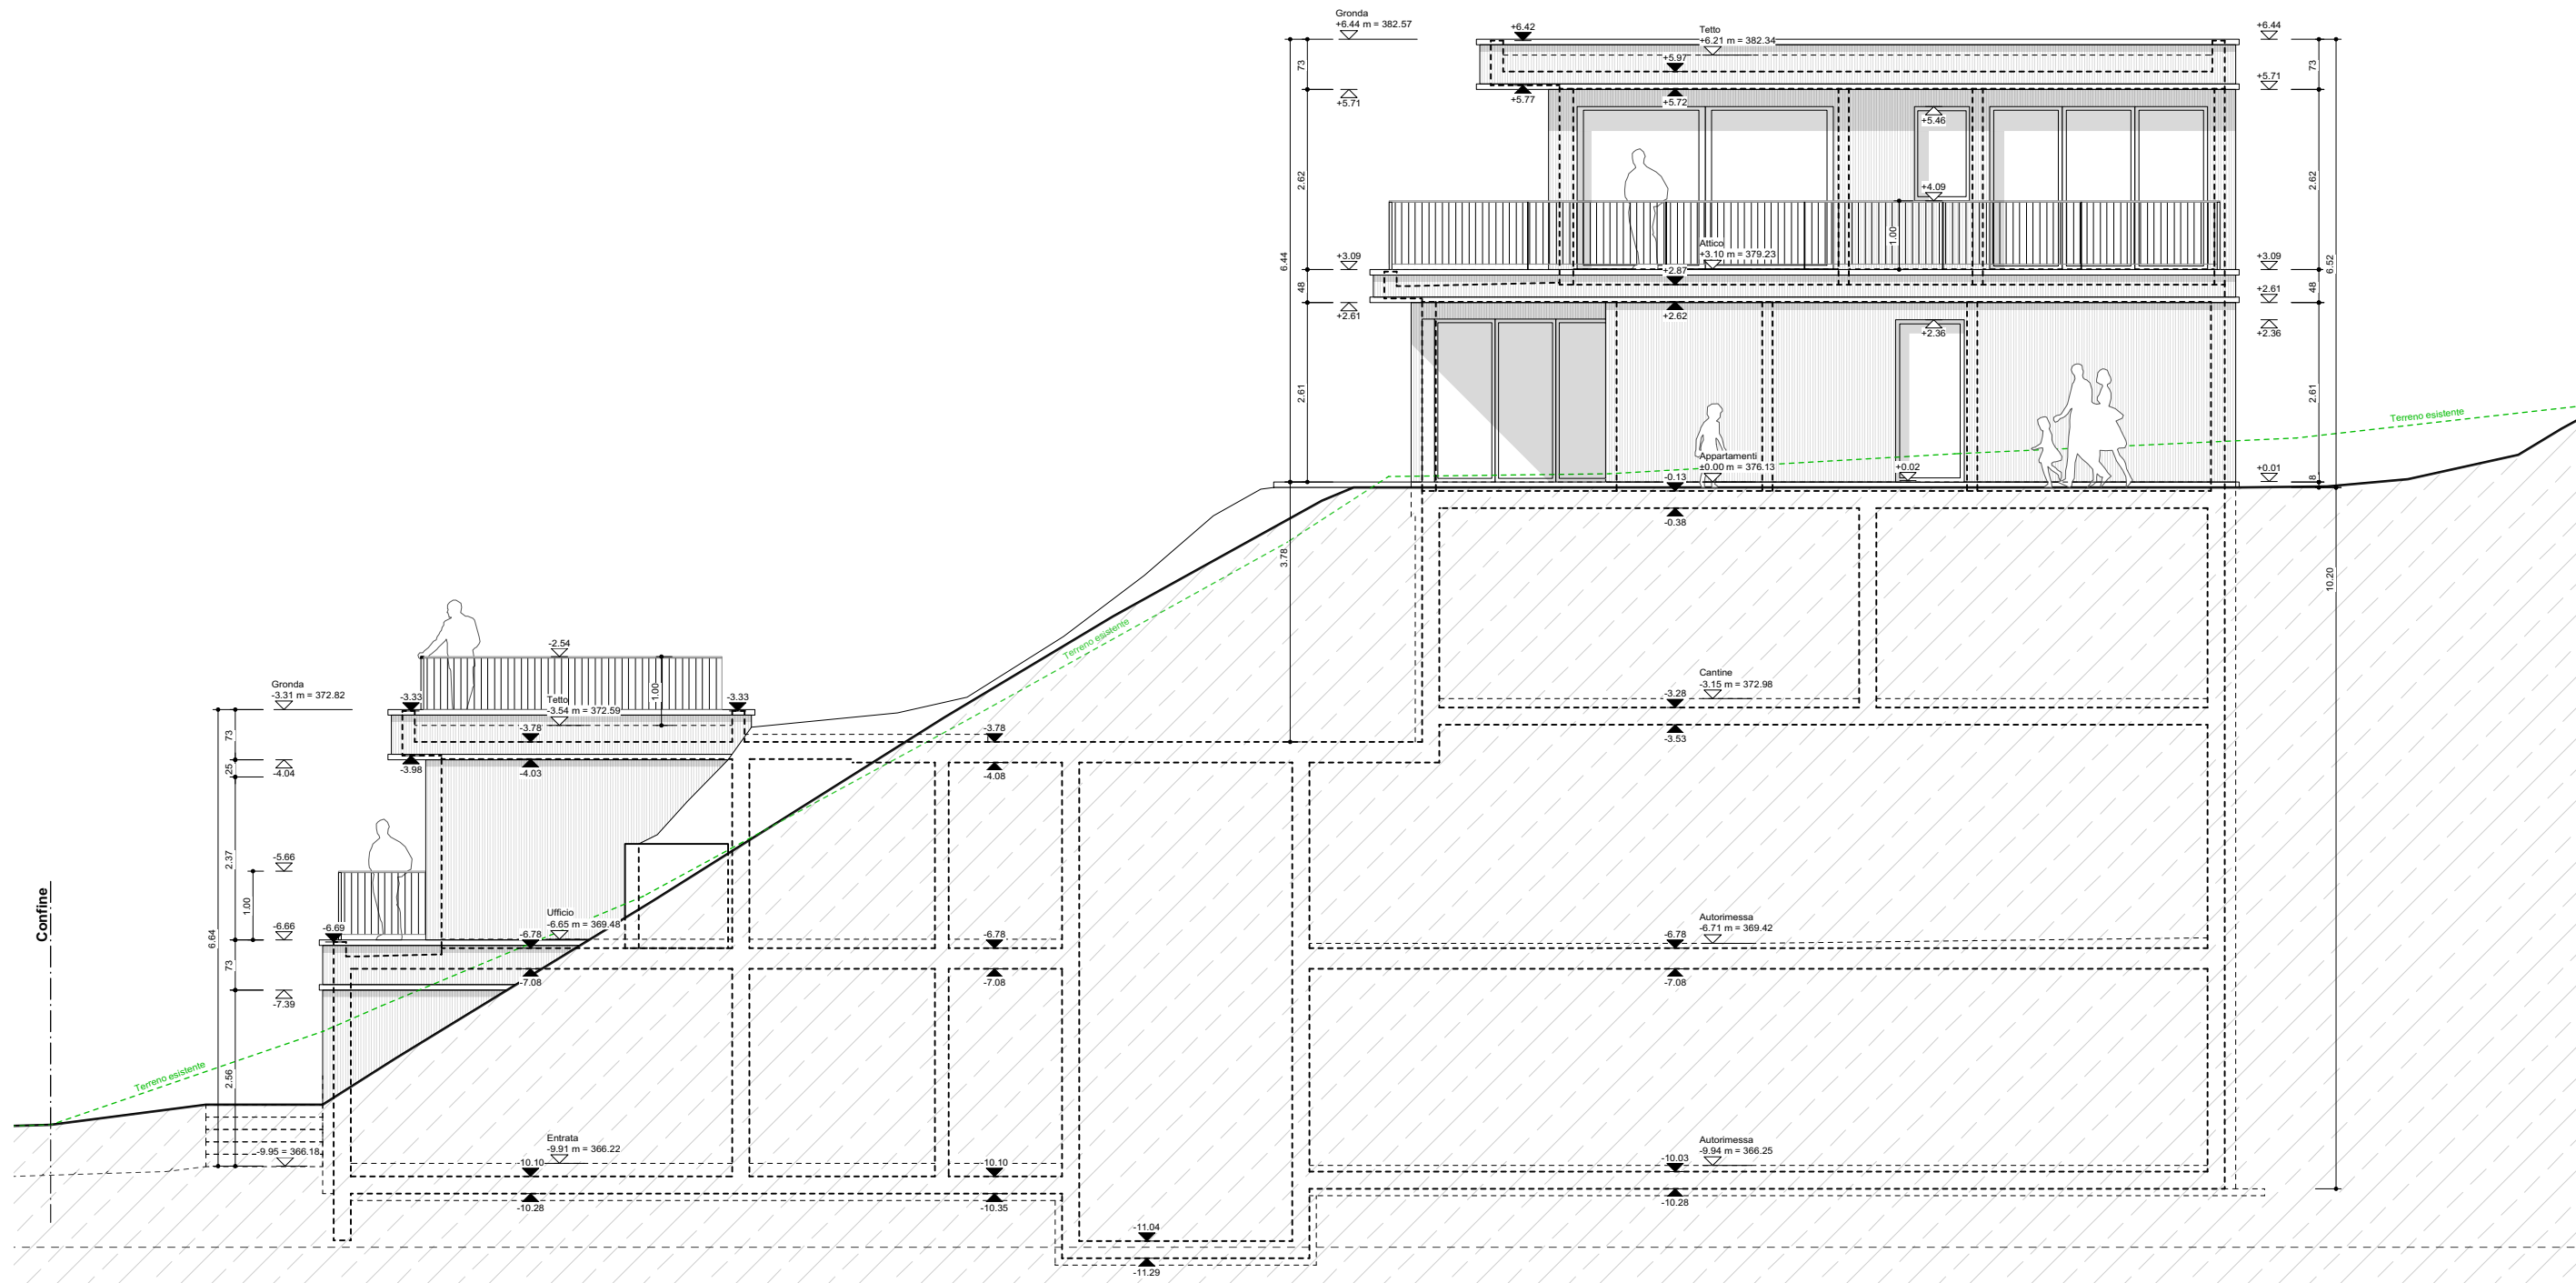 Gronda
+6.44 m = 382.57
+6.42
Tetto
+6.21 m = 382.34
+6.44
73
+5.97
73
+5.71
+5.77
+5.72
+5.71
+5.46
2.62
2.62
+4.09
6.44
1.00
Attico
+3.10 m = 379.23
+3.09
+2.87
+3.09
6.52
48
48
+2.61
+2.61
+2.62
+2.36
+2.36
2.61
2.61
Terreno esistente
Appartamenti
±0.00 m = 376.13
+0.02
+0.01
-0.13
8
-0.38
3.78
10.20
Terreno esistente
-2.54
Gronda
-3.31 m = 372.82
-3.33
Tetto
-3.54 m = 372.59
1.00
-3.33
Cantine
-3.15 m = 372.98
-3.28
73
-3.78
-3.78
-3.53
25
-4.04
-3.98
-4.03
-4.08
2.37
-5.66
1.00
Confine
Ufficio
-6.65 m = 369.48
Autorimessa
-6.71 m = 369.42
-6.66
-6.69
-6.78
-6.78
-6.78
6.64
73
-7.08
-7.08
-7.08
-7.39
2.56
Terreno esistente
Entrata
-9.91 m = 366.22
Autorimessa
-9.94 m = 366.25
-9.95 = 366.18
-10.10
-10.10
-10.03
-10.28
-10.35
-10.28
-11.04
-11.29